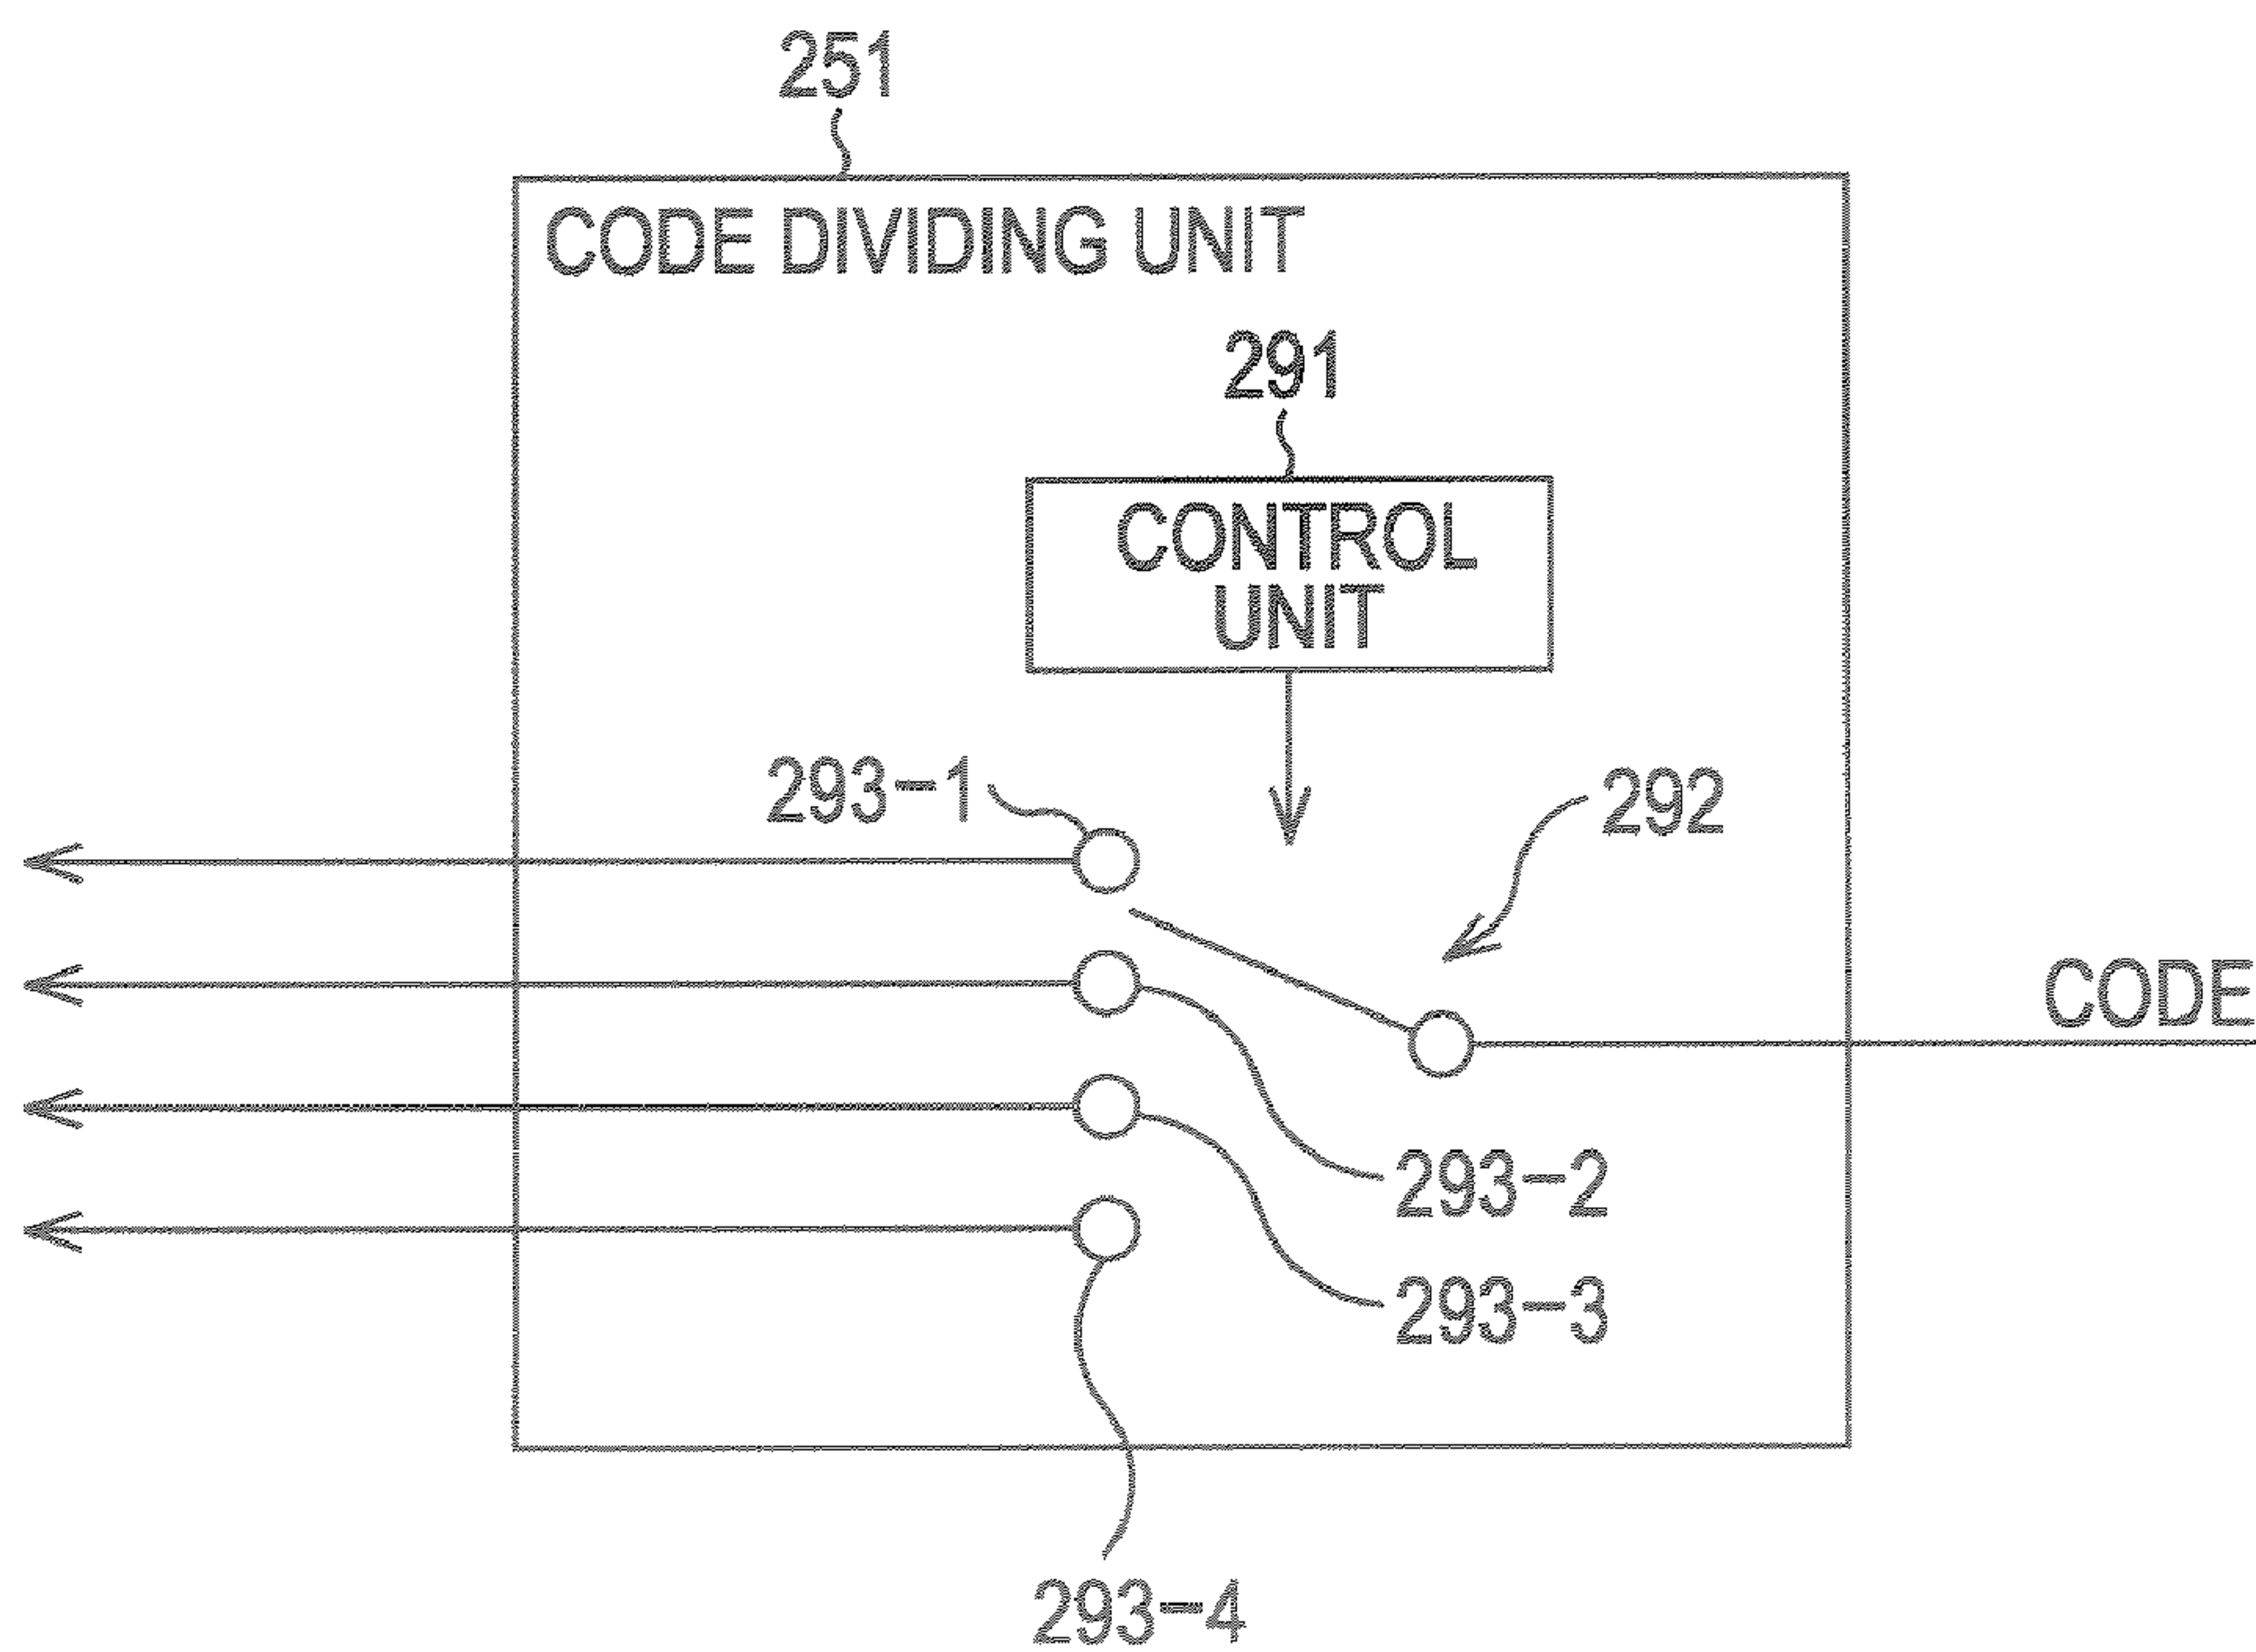 251
CODE DIVIDING UNIT
291
CONTROL
UNIT
293-1
292
CODE
293-2
293-3
293-4